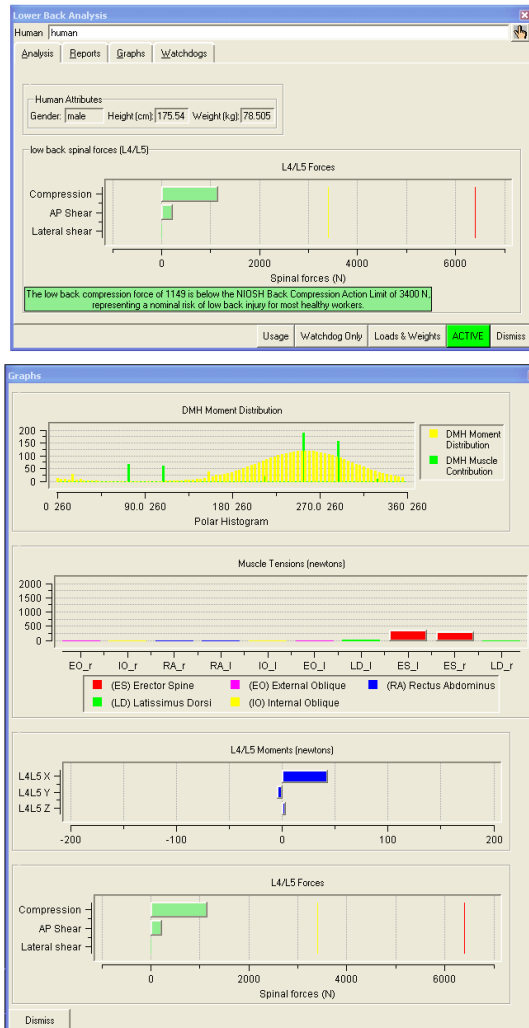 Lower Back Analysis
Human human
Analysis Reports Graphs Watchdogs
Human Attributes
Gender: male Height (cm): 175.54 Weight (kg): 78.505
low back spinal forces (L4/L5)
L4/L5 Forces
Compression
AP Shear
Lateral shear
0 2000 4000 6000
Spinal forces (N)
The low back compression force of 1149 is below the NIOSH Back Compression Action Limit of 3400 N,
representing a nominal risk of low back injury for most healthy workers.
Usage Watchdog Only Loads & Weights ACTIVE Dismiss
Graphs
DMH Moment Distribution
200
150
100
50
0
DMH Moment
Distribution
DMH Muscle
Contribution
0 260 90.0 260 180 260 270.0 260 360 260
Polar Histogram
Muscle Tensions (newtons)
2000
1500
1000
500
0
EO_r IO_r RA_r RA_l IO_l EO_l LD_l ES_l ES_r LD_r
(ES) Erector Spine (EO) External Oblique (RA) Rectus Abdominus
(LD) Latissimus Dorsi (IO) Internal Oblique
L4/L5 Moments (newtons)
L4L5 X
L4L5 Y
L4L5 Z
-200 -100 0 100 200
L4/L5 Forces
Compression
AP Shear
Lateral shear
0 2000 4000 6000
Spinal forces (N)
Dismiss